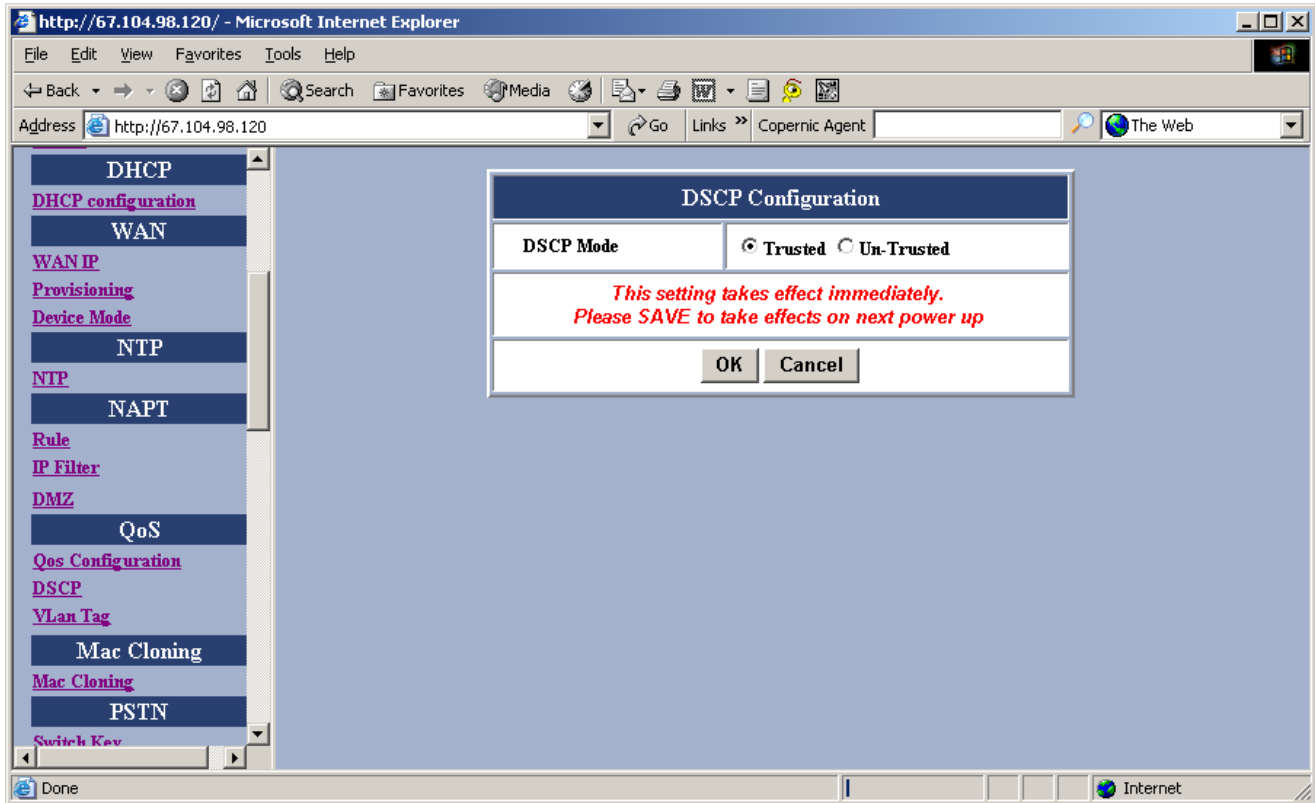 http://67.104.98.120/ - Microsoft Internet Explorer
File Edit View Favorites Tools Help
Back Search Favorites Media
Address http://67.104.98.120 Go Links » Copernic Agent The Web
DHCP
DHCP configuration
WAN
WAN IP
Provisioning
Device Mode
NTP
NTP
NAPT
Rule
IP Filter
DMZ
QoS
Qos Configuration
DSCP
VLan Tag
Mac Cloning
Mac Cloning
PSTN
Switch Key
DSCP Configuration
DSCP Mode Trusted Un-Trusted
This setting takes effect immediately.
Please SAVE to take effects on next power up
OK Cancel
Done Internet